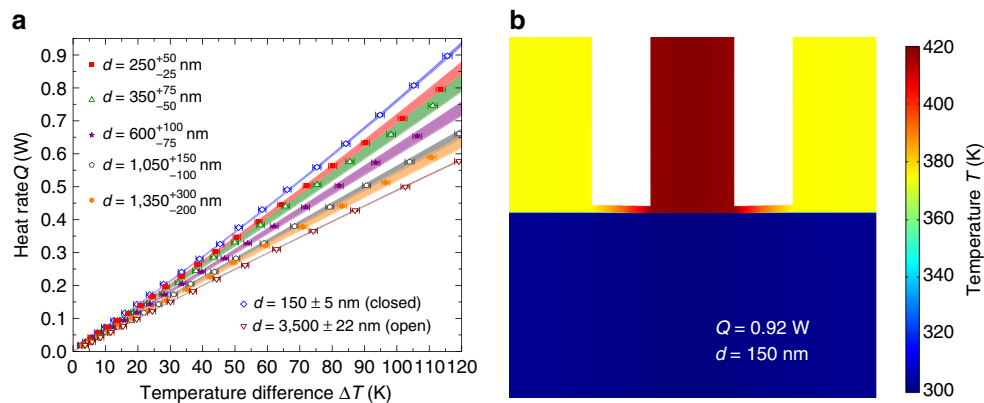 a
b
0.9
0.8
0.7
0.6
0.5
0.4
0.3
0.2
0.1
0.0
Heat rateQ (W)
d = 250 +50 −25 nm
d = 350 +75 −50 nm
d = 600 +100 −75 nm
d = 1,050 +150 −100 nm
d = 1,350 +300 −200 nm
d = 150 ± 5 nm (closed)
d = 3,500 ± 22 nm (open)
0 10 20 30 40 50 60 70 80 90 100 110 120
Temperature difference ΔT (K)
Q = 0.92 W
d = 150 nm
420
400
380
360
340
320
300
Temperature T (K)